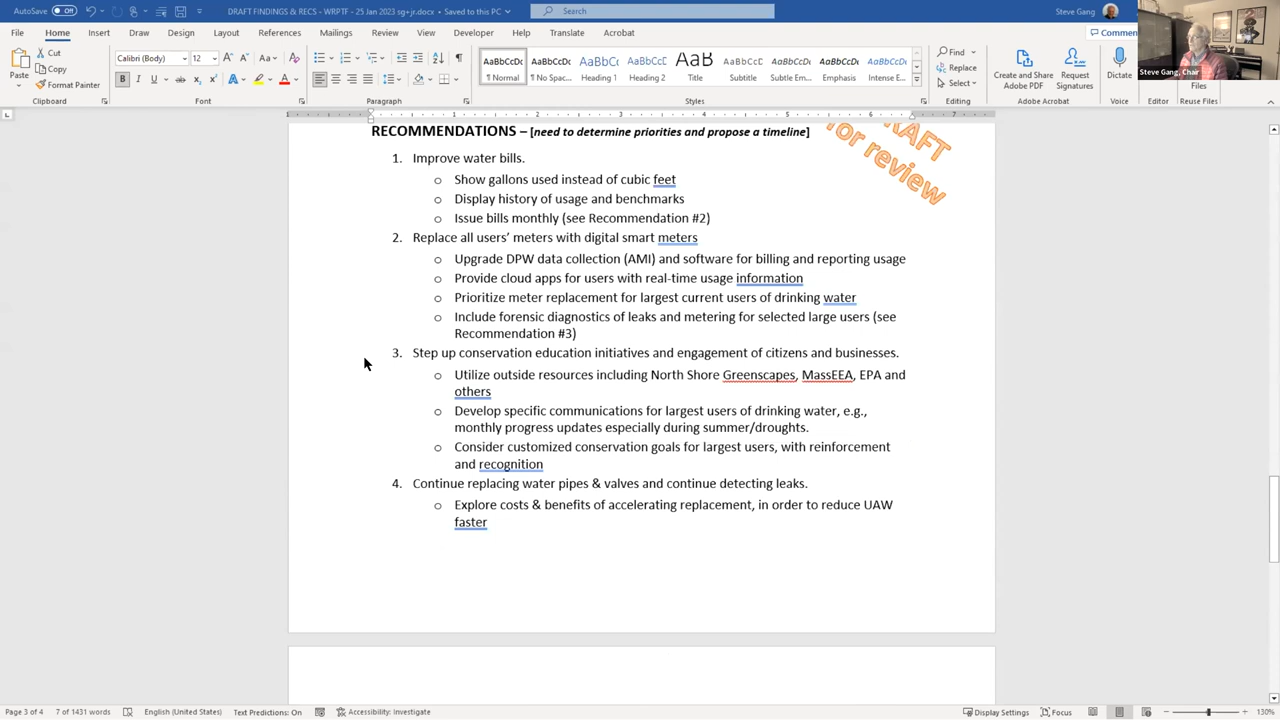 AutoSave Off
DRAFT FINDINGS & RECS - WRPTF - 25 Jan 2023 sg+jr.docx • Saved to this PC
Search
Steve Gang
File Home Insert Draw Design Layout References Mailings Review View Developer Help Translate Acrobat
Steve Gang, Chair
Paste
Cut
Copy
Format Painter
Clipboard
Calibri (Body) 12
Font
Paragraph
AaBbCcDc
¶ Normal
AaBbCcDc
¶ No Spac...
AaBbCc
Heading 1
AaBbCcC
Heading 2
AaB
Title
AaBbCcD
Subtitle
AaBbCcDc
Subtle Em...
AaBbCcDc
Emphasis
AaBbCcDc
Intense E...
Styles
Find
Replace
Select
Editing
Create and Share
Adobe PDF
Request
Signatures
Adobe Acrobat
Dictate
Voice
Editor
Files
Reuse Files
RECOMMENDATIONS – [need to determine priorities and propose a timeline]
for review
1. Improve water bills.
o Show gallons used instead of cubic feet
o Display history of usage and benchmarks
o Issue bills monthly (see Recommendation #2)
2. Replace all users’ meters with digital smart meters
o Upgrade DPW data collection (AMI) and software for billing and reporting usage
o Provide cloud apps for users with real-time usage information
o Prioritize meter replacement for largest current users of drinking water
o Include forensic diagnostics of leaks and metering for selected large users (see
Recommendation #3)
3. Step up conservation education initiatives and engagement of citizens and businesses.
o Utilize outside resources including North Shore Greenscapes, MassEEA, EPA and
others
o Develop specific communications for largest users of drinking water, e.g.,
monthly progress updates especially during summer/droughts.
o Consider customized conservation goals for largest users, with reinforcement
and recognition
4. Continue replacing water pipes & valves and continue detecting leaks.
o Explore costs & benefits of accelerating replacement, in order to reduce UAW
faster
Page 3 of 4 7 of 1431 words English (United States) Text Predictions: On Accessibility: Investigate
Display Settings Focus 130%